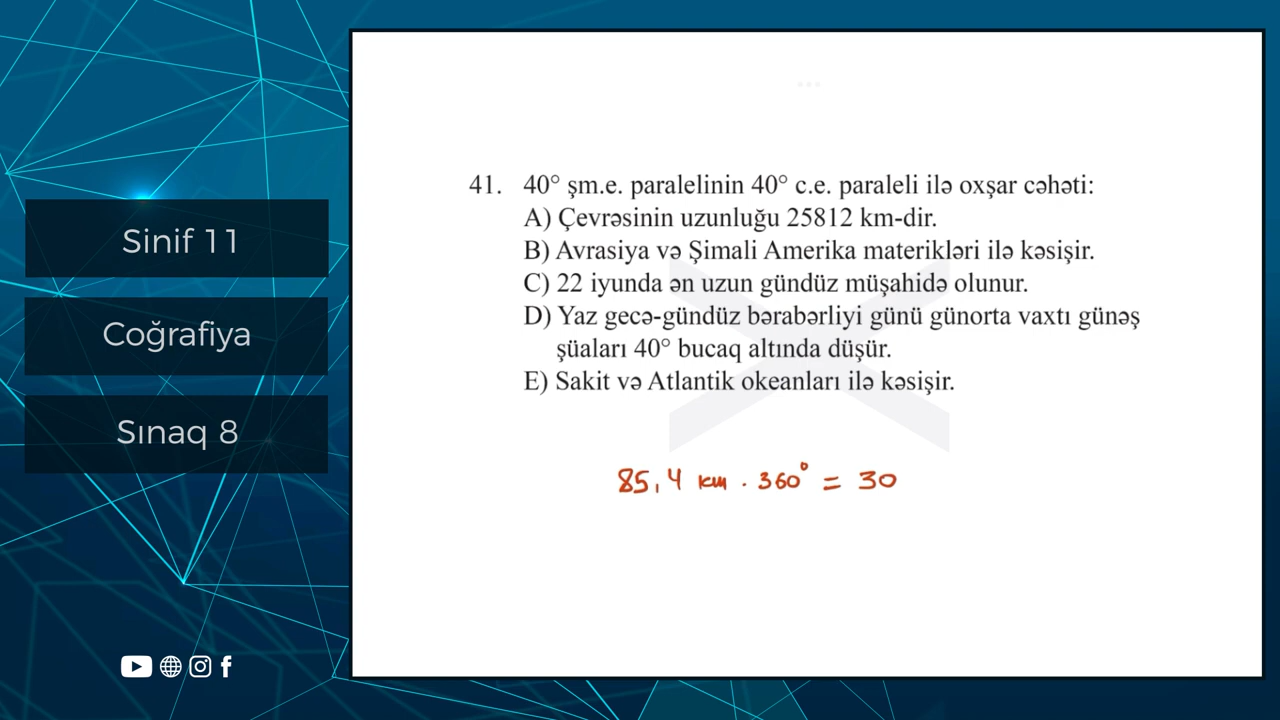 Sinif 11
Coğrafiya
Sınaq 8
41. 40° şm.e. paralelinin 40° c.e. paraleli ilə oxşar cəhəti:
A) Çevrəsinin uzunluğu 25812 km-dir.
B) Avrasiya və Şimali Amerika materikləri ilə kəsişir.
C) 22 iyunda ən uzun gündüz müşahidə olunur.
D) Yaz gecə-gündüz bərabərliyi günü günorta vaxtı günəş
şüaları 40° bucaq altında düşür.
E) Sakit və Atlantik okeanları ilə kəsişir.
85,4 km . 360° = 30